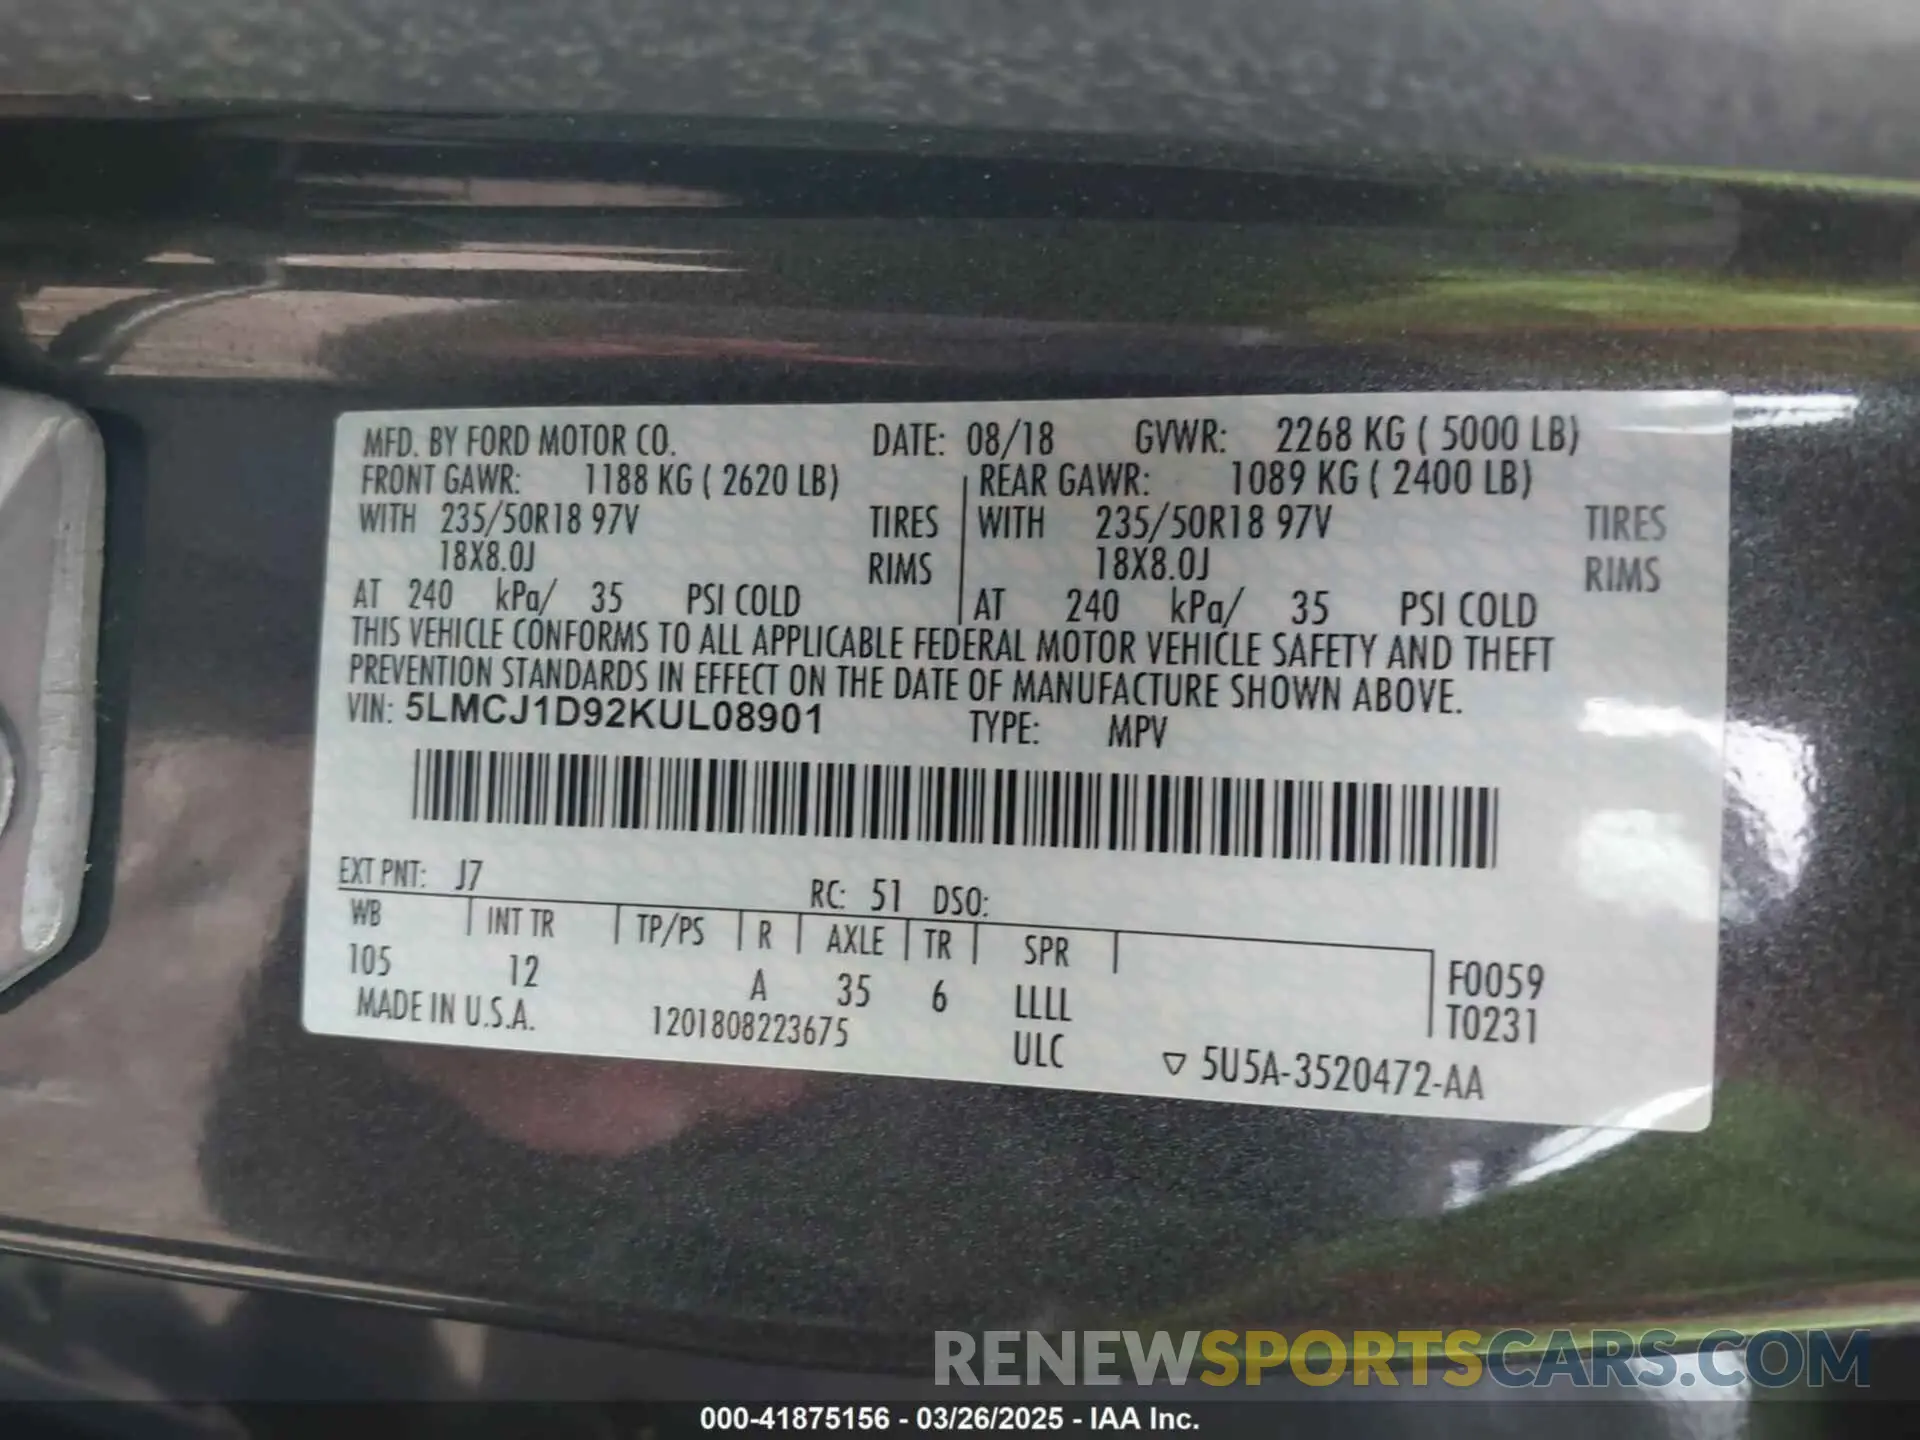 MFD. BY FORD MOTOR CO. DATE: 08/18 GVWR: 2268 KG ( 5000 LB)
FRONT GAWR: 1188 KG ( 2620 LB) REAR GAWR: 1089 KG ( 2400 LB)
WITH 235/50R18 97V TIRES WITH 235/50R18 97V TIRES
18X8.0J RIMS 18X8.0J RIMS
AT 240 kPa/ 35 PSI COLD AT 240 kPa/ 35 PSI COLD
THIS VEHICLE CONFORMS TO ALL APPLICABLE FEDERAL MOTOR VEHICLE SAFETY AND THEFT
PREVENTION STANDARDS IN EFFECT ON THE DATE OF MANUFACTURE SHOWN ABOVE.
VIN: 5LMCJ1D92KUL08901 TYPE: MPV
EXT PNT: J7 RC: 51 DSO:
WB INT TR TP/PS R AXLE TR SPR
105 12 A 35 6 LLLL F0059
MADE IN U.S.A. 1201808223675 ULC T0231
▽ 5U5A-3520472-AA
RENEWSPORTSCARS.COM
000-41875156 - 03/26/2025 - IAA Inc.